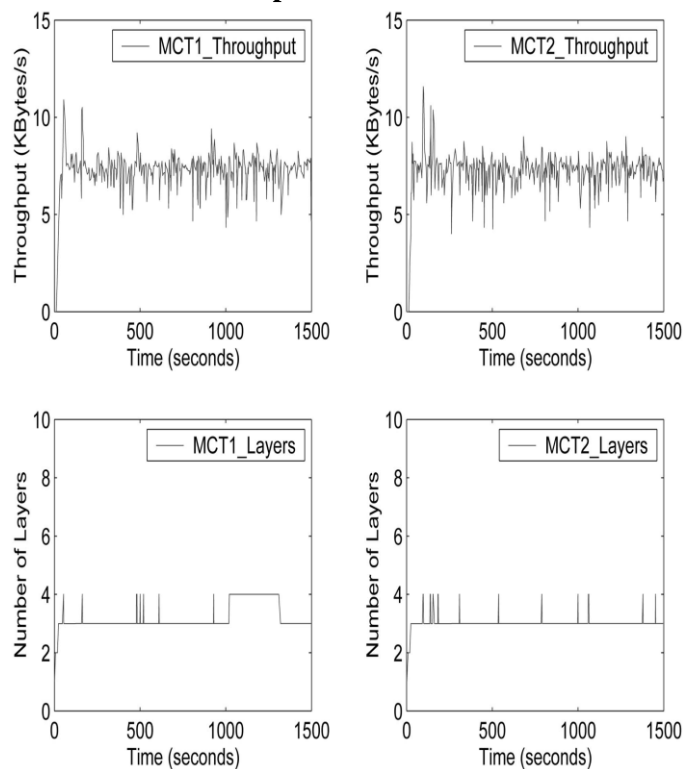 MCT1_Throughput
15
10
5
0
Throughput (KBytes/s)
0 500 1000 1500
Time (seconds)
MCT2_Throughput
15
10
5
0
Throughput (KBytes/s)
0 500 1000 1500
Time (seconds)
MCT1_Layers
10
8
6
4
2
0
Number of Layers
0 500 1000 1500
Time (seconds)
MCT2_Layers
10
8
6
4
2
0
Number of Layers
0 500 1000 1500
Time (seconds)